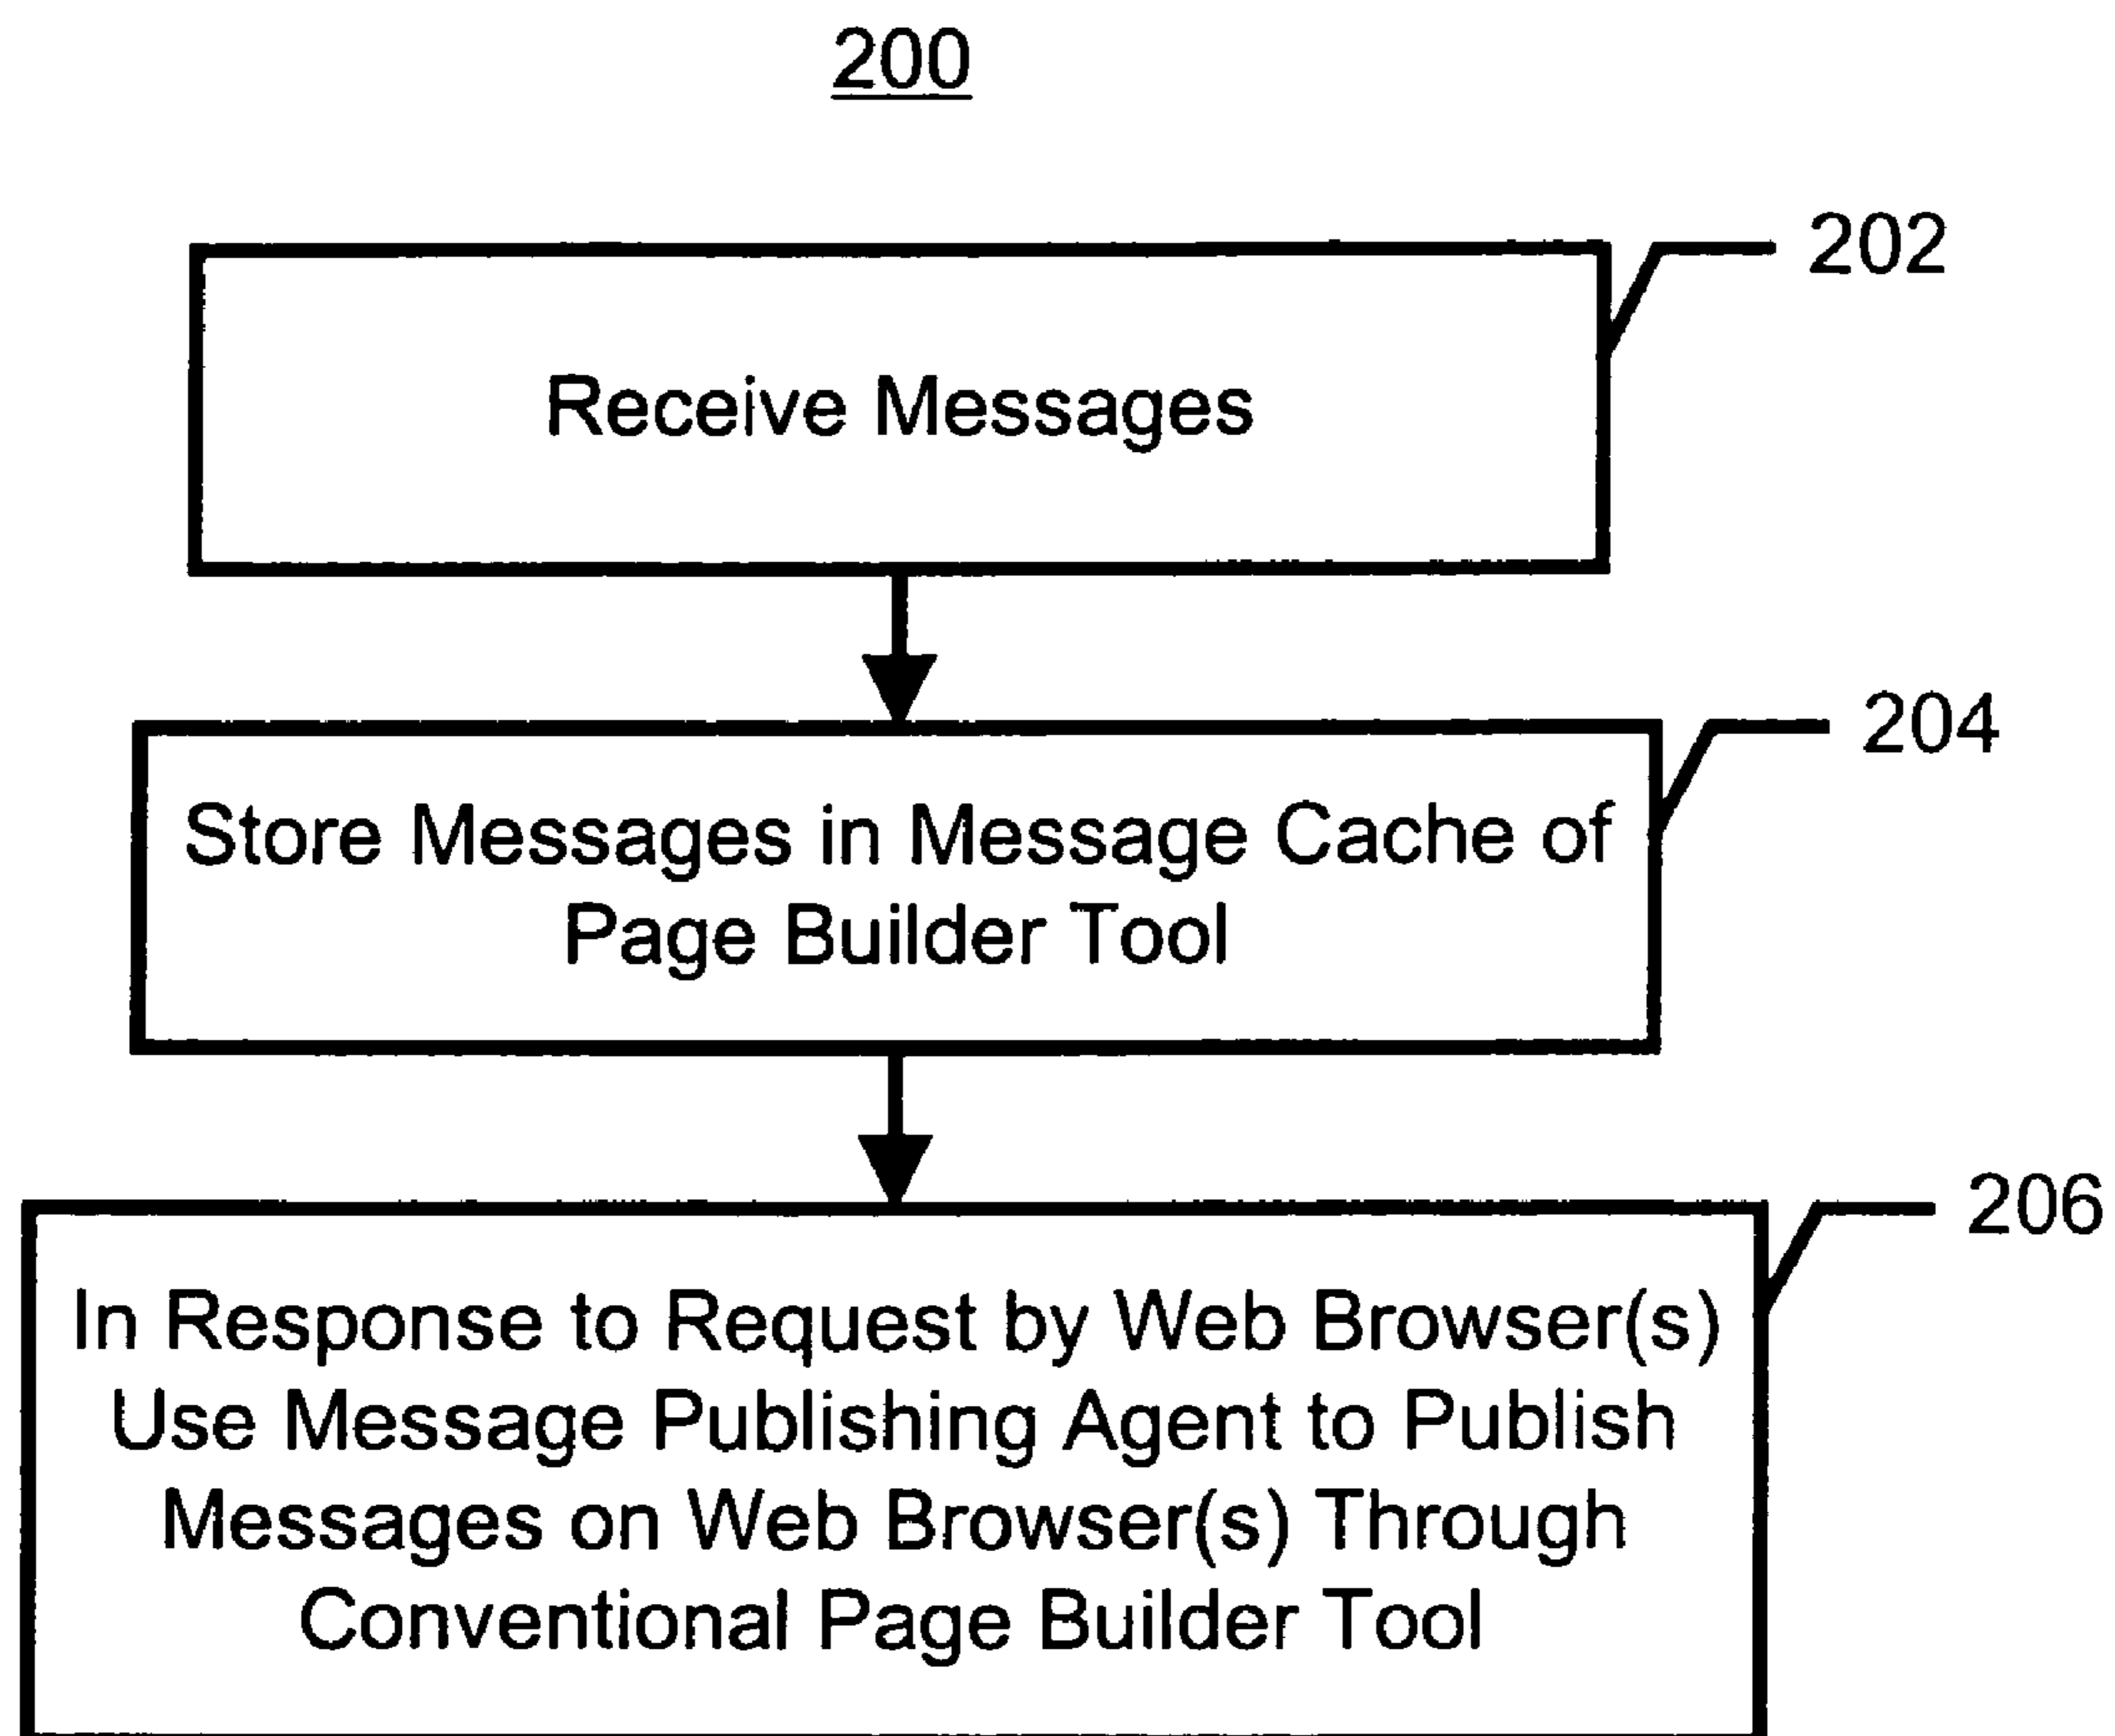 200
202
Receive Messages
204
Store Messages in Message Cache of
Page Builder Tool
206
In Response to Request by Web Browser(s)
Use Message Publishing Agent to Publish
Messages on Web Browser(s) Through
Conventional Page Builder Tool